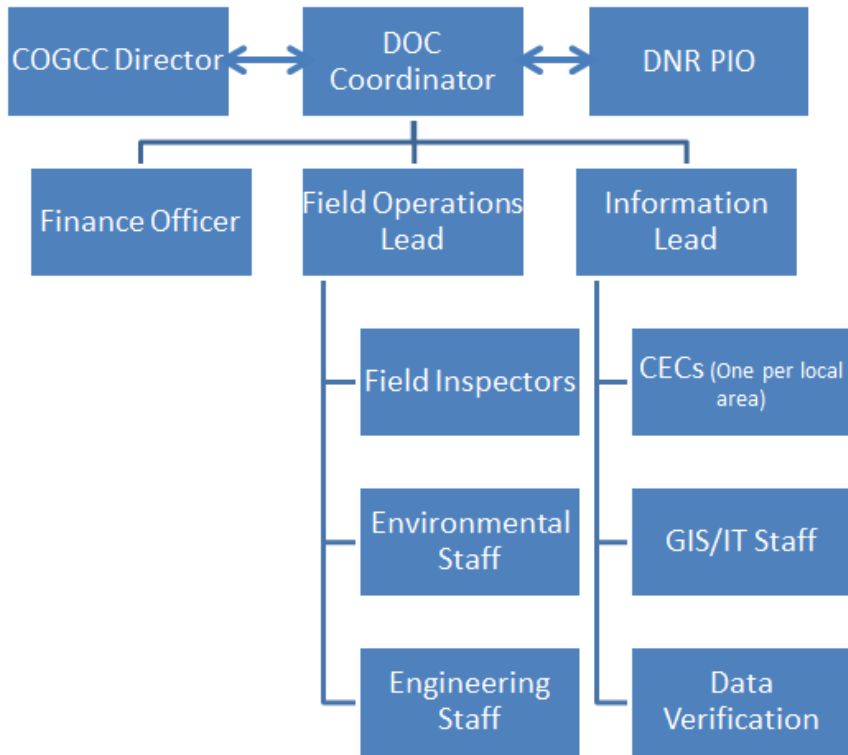 COGCC Director
DOC
Coordinator
DNR PIO
Finance Officer
Field Operations
Lead
Information
Lead
Field Inspectors
CECs (One per local
area)
Environmental
Staff
GIS/IT Staff
Engineering
Staff
Data
Verification